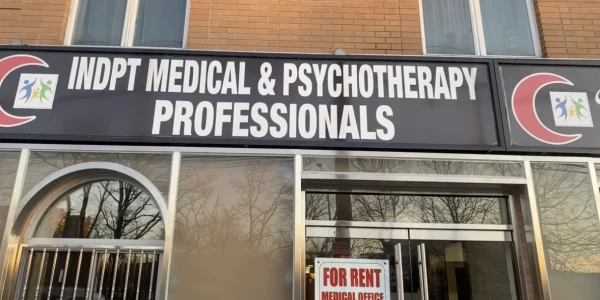 INDPT MEDICAL & PSYCHOTHERAPY
PROFESSIONALS
FOR RENT
MEDICAL OFFICE